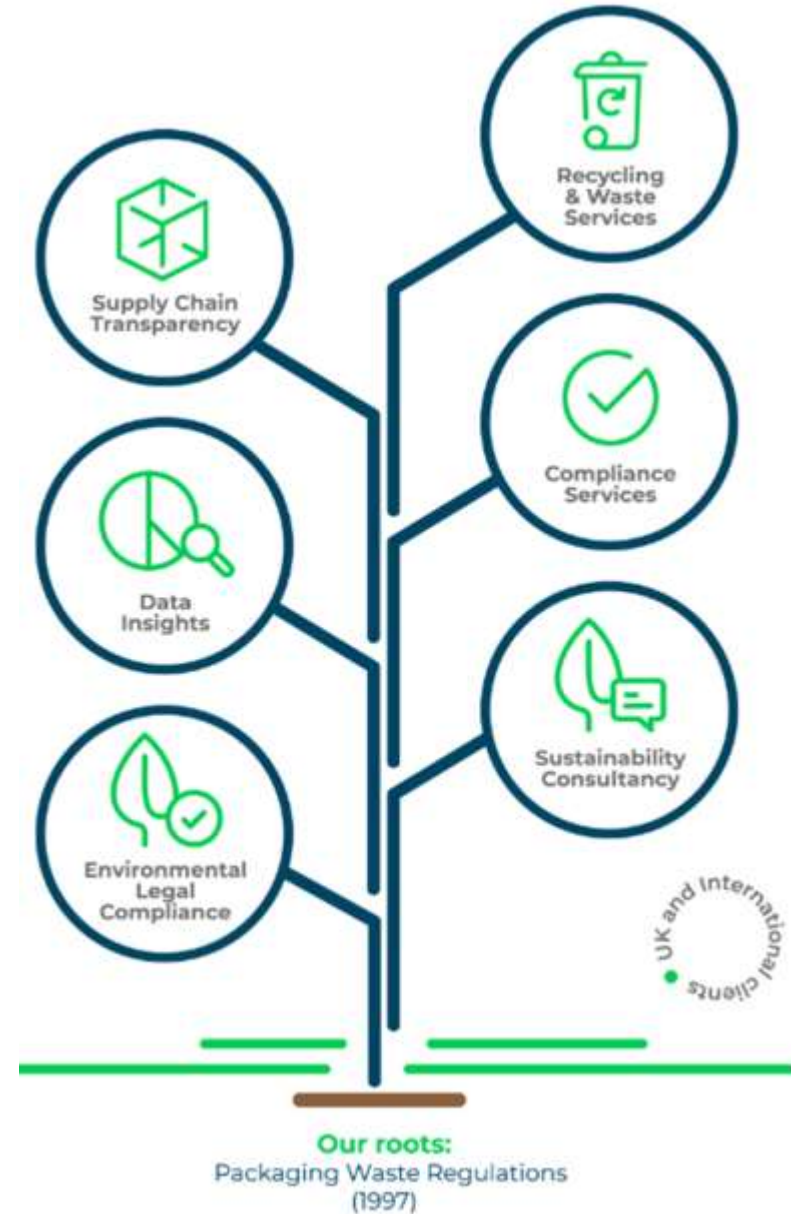 Recycling
& Waste
Services
Supply Chain
Transparency
Compliance
Services
Data
Insights
Sustainability
Consultancy
Environmental
Legal
Compliance
UK and International clients
Our roots:
Packaging Waste Regulations
(1997)